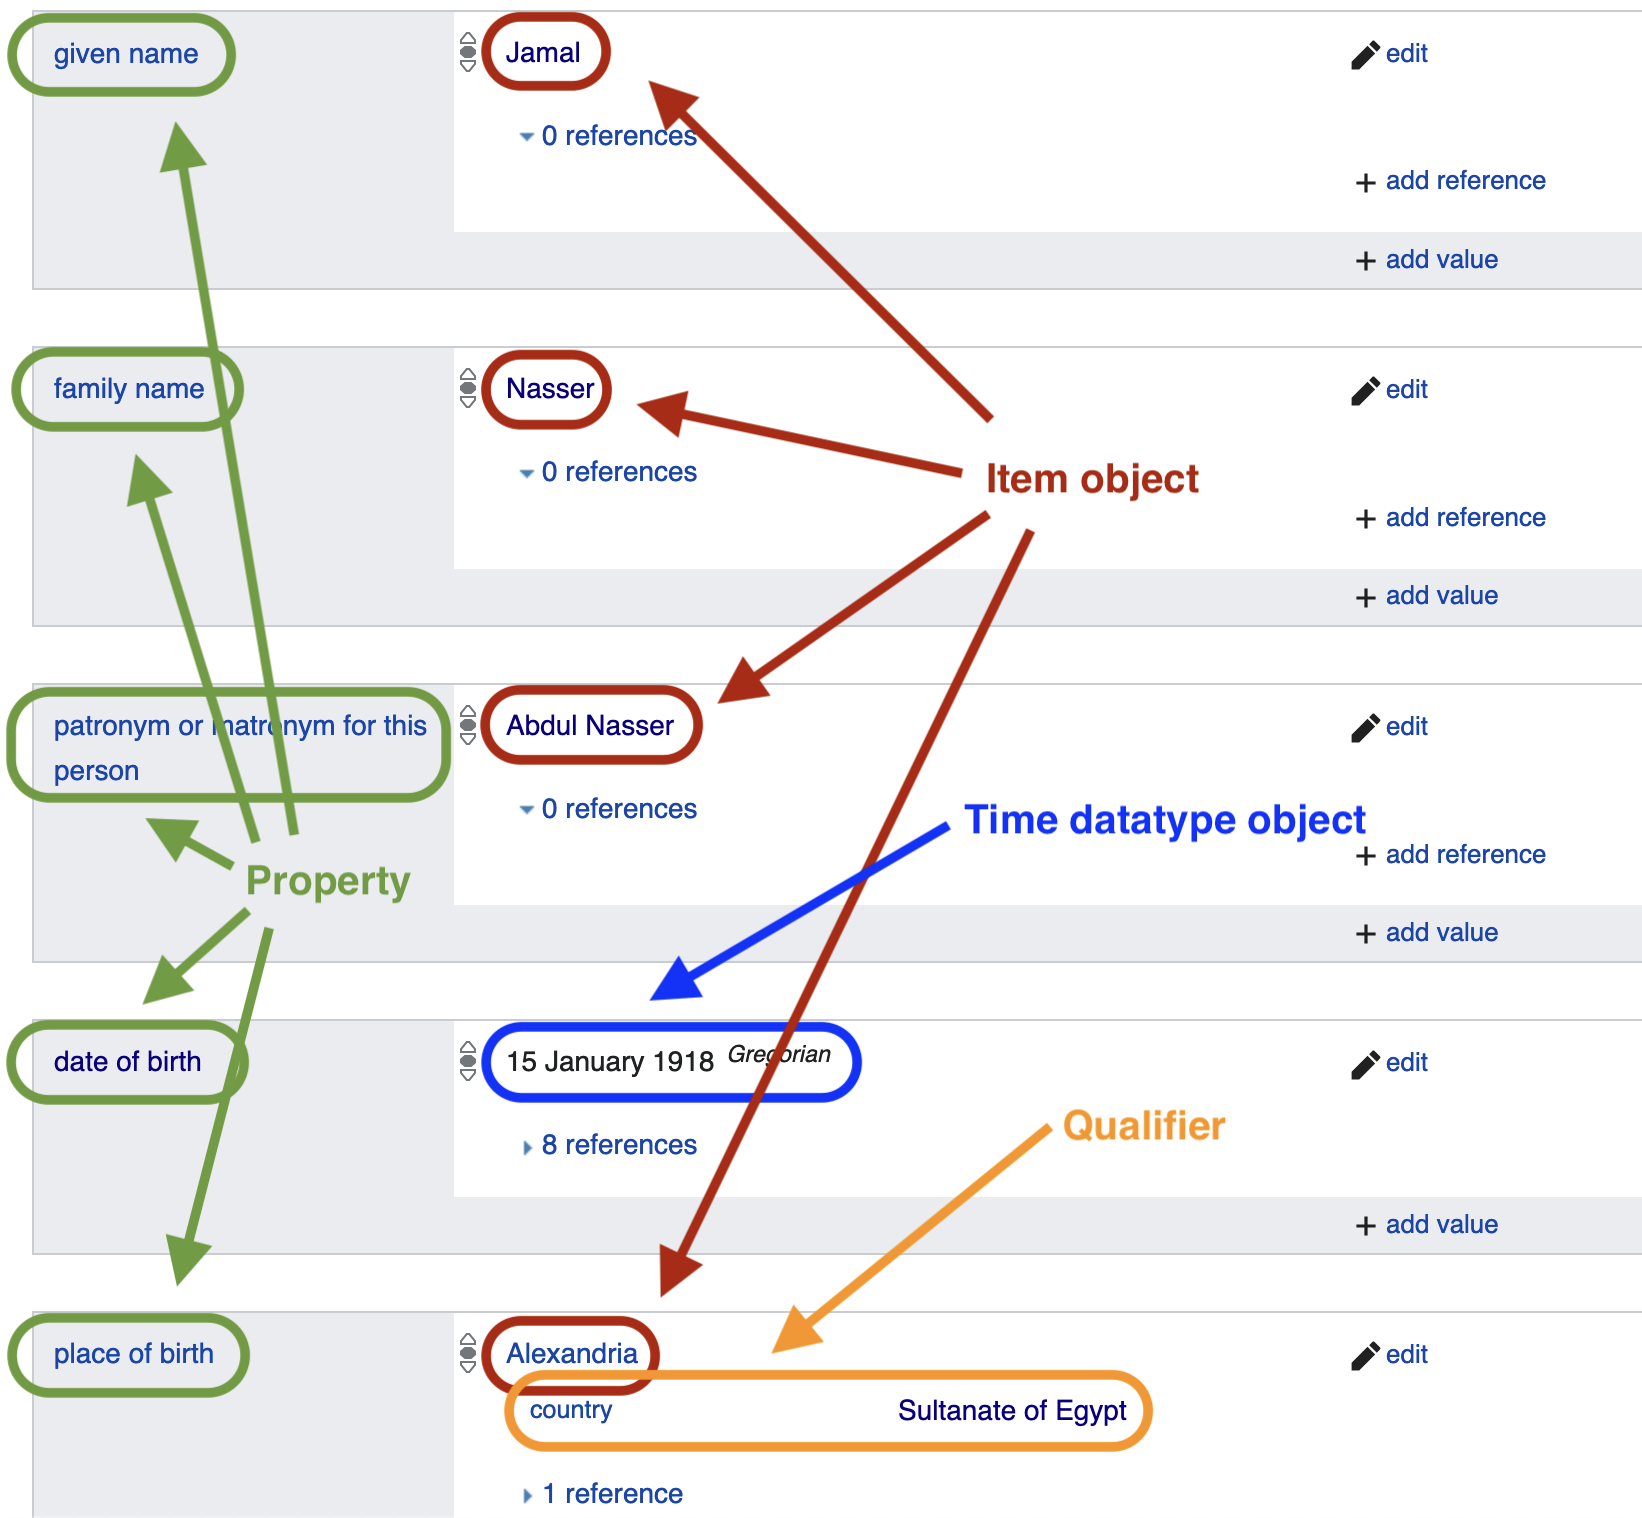 given name
Jamal
edit
0 references
add reference
add value
family name
Nasser
edit
0 references
Item object
add reference
add value
patronym or matronym for this
person
Abdul Nasser
edit
0 references
Time datatype object
add reference
Property
add value
date of birth
15 January 1918 Gregorian
edit
Qualifier
8 references
add value
place of birth
Alexandria
edit
country Sultanate of Egypt
1 reference